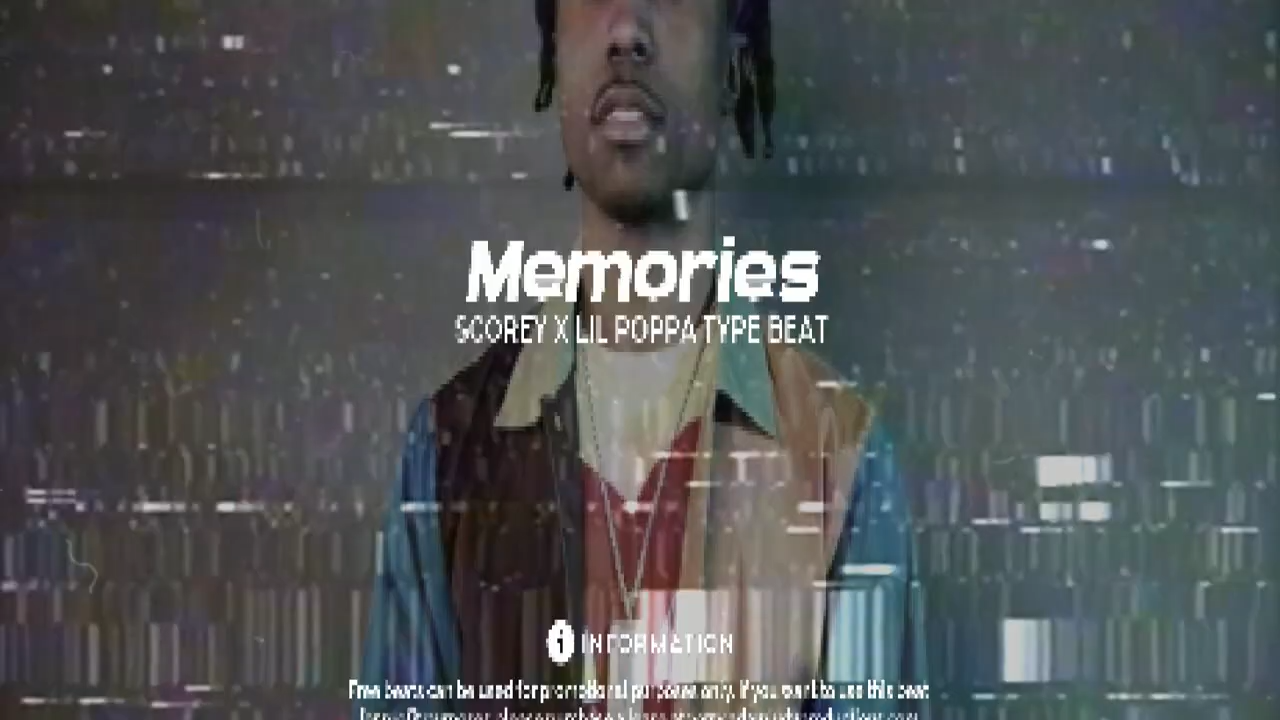 Memories
SCOREY X LIL POPPA TYPE BEAT
INFORMATION
Free beats can be used for promotional purposes only. If you want to use this beat